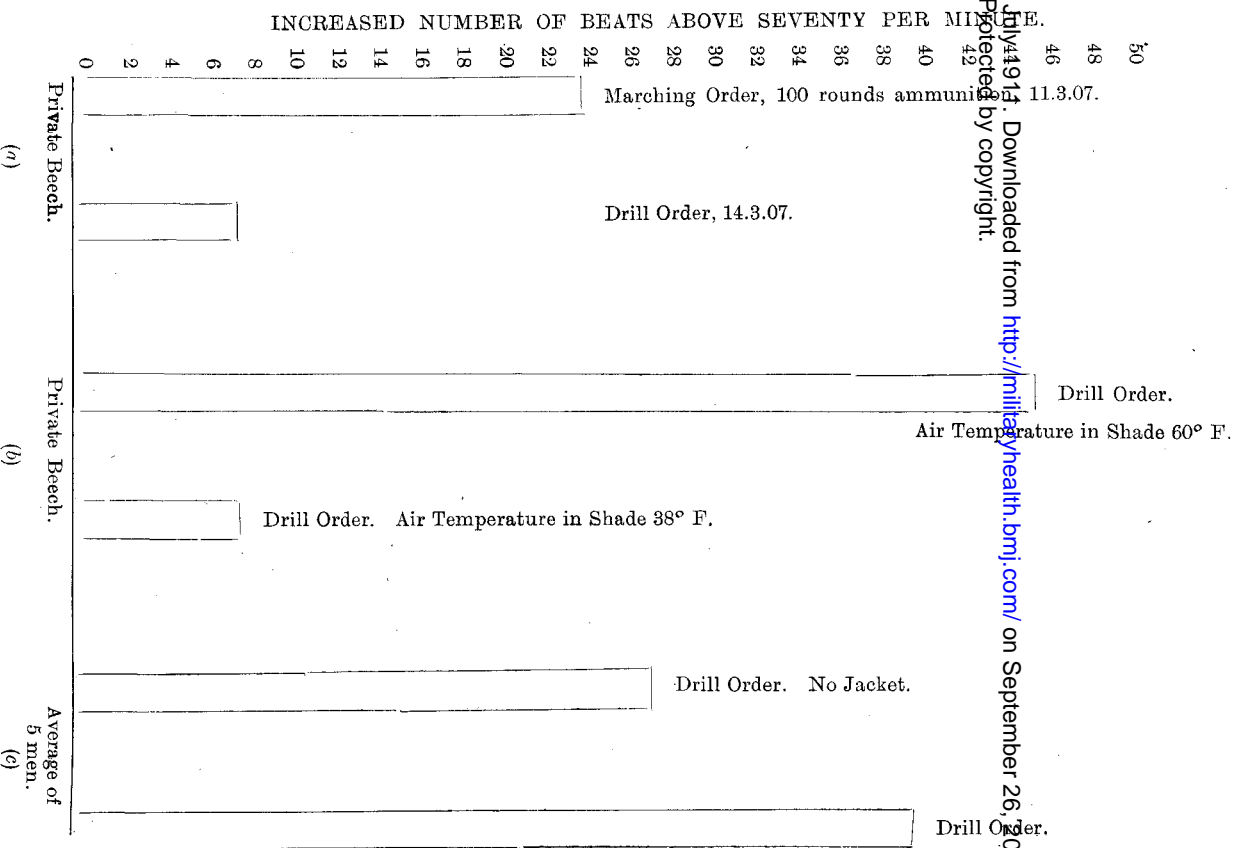 INCREASED NUMBER OF BEATS ABOVE SEVENTY PER MINUTE.
0 2 4 6 8 10 12 14 16 18 20 22 24 26 28 30 32 34 36 38 40 42 44 46 48 50
Private Beech.
(a)
Marching Order, 100 rounds ammunition, 11.3.07.
Drill Order, 14.3.07.
Private Beech.
(b)
Drill Order.
Air Temperature in Shade 60° F.
Drill Order. Air Temperature in Shade 38° F.
Average of
5 men.
(c)
Drill Order. No Jacket.
Drill Order.
July 1911. Downloaded from http://militaryhealth.bmj.com/ on September 26, 20
Protected by copyright.